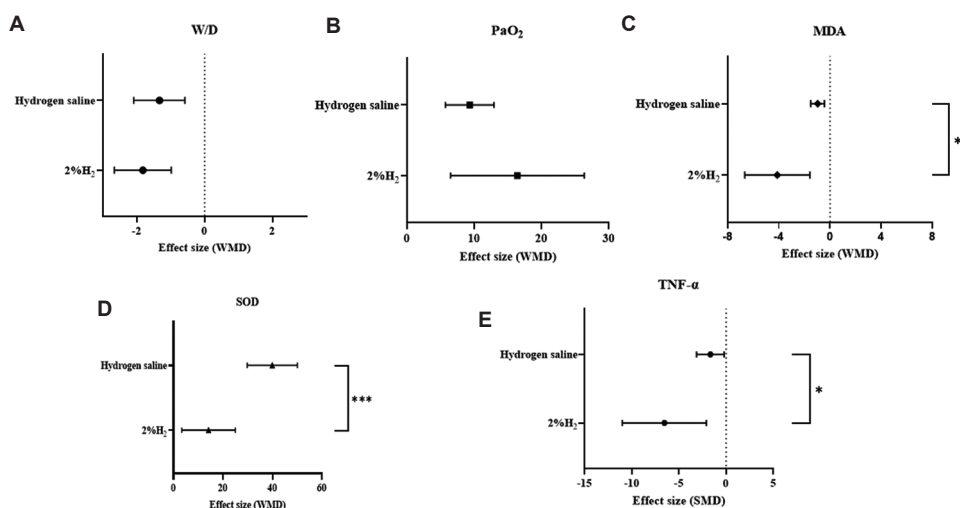 A
W/D
Hydrogen saline
2%H₂
-2 0 2
Effect size (WMD)
B
PaO₂
Hydrogen saline
2%H₂
0 10 20 30
Effect size (WMD)
C
MDA
Hydrogen saline
2%H₂
*
-8 -4 0 4 8
Effect size (WMD)
D
SOD
Hydrogen saline
2%H₂
***
0 20 40 60
Effect size (WMD)
E
TNF-α
Hydrogen saline
2%H₂
*
-15 -10 -5 0 5
Effect size (SMD)